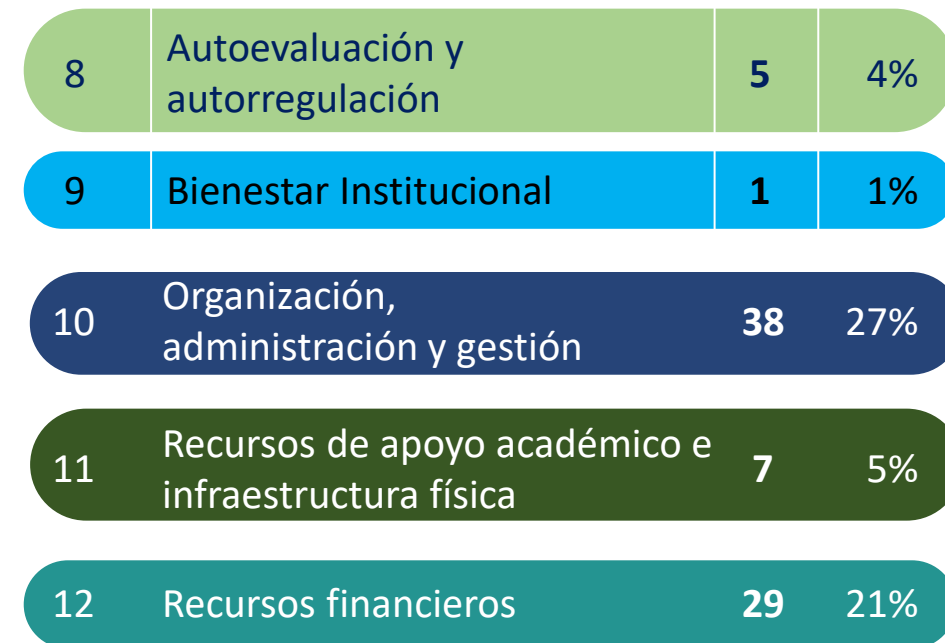 8 Autoevaluación y autorregulación 5 4%
9 Bienestar Institucional 1 1%
10 Organización, administración y gestión 38 27%
11 Recursos de apoyo académico e infraestructura física 7 5%
12 Recursos financieros 29 21%